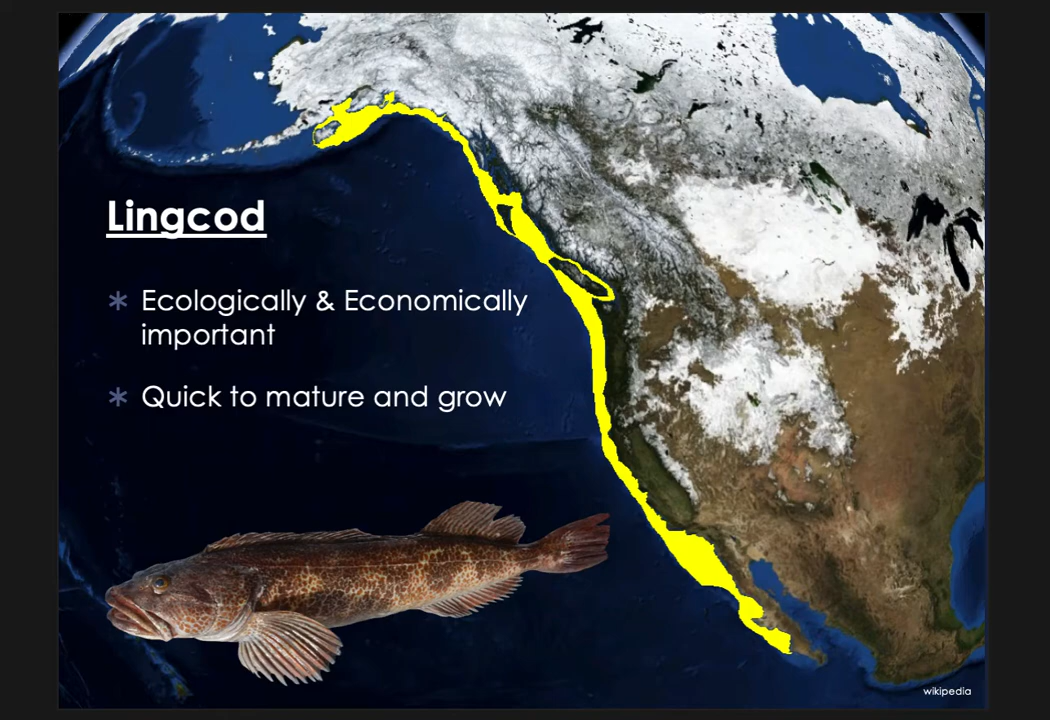 Lingcod
Ecologically & Economically
important
Quick to mature and grow
wikipedia